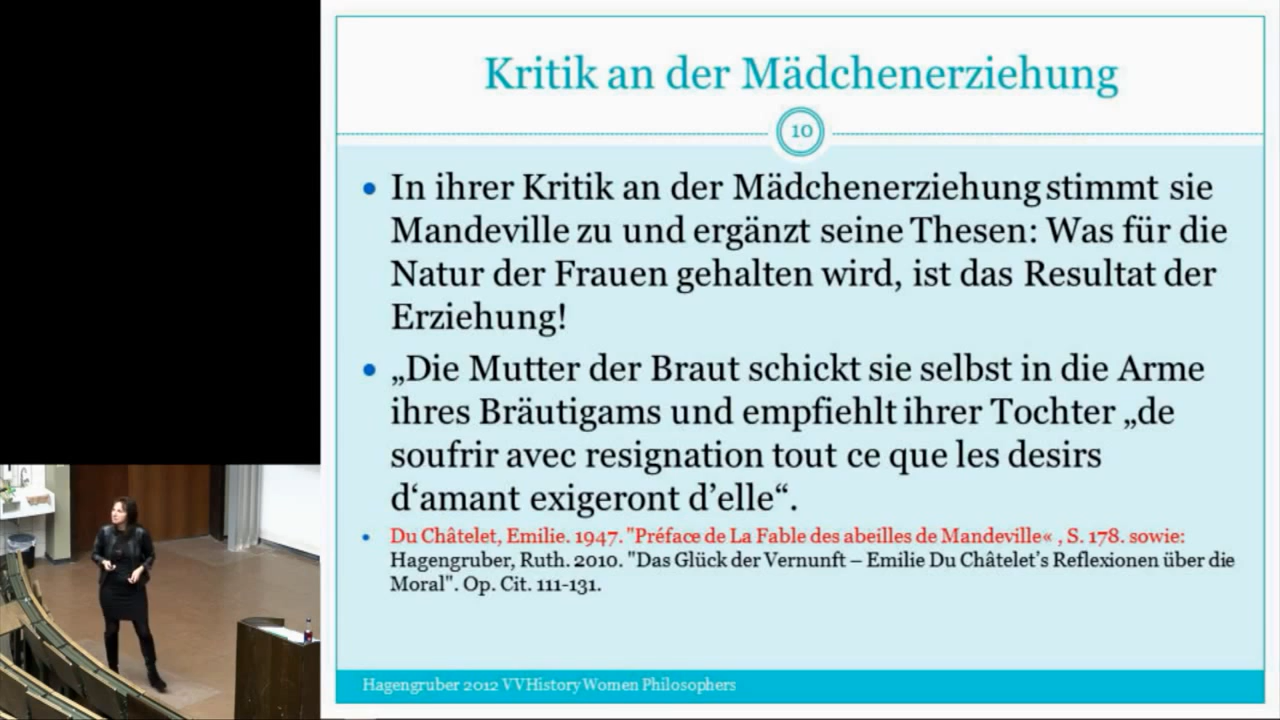 Kritik an der Mädchenerziehung
10
• In ihrer Kritik an der Mädchenerziehung stimmt sie
Mandeville zu und ergänzt seine Thesen: Was für die
Natur der Frauen gehalten wird, ist das Resultat der
Erziehung!
• „Die Mutter der Braut schickt sie selbst in die Arme
ihres Bräutigams und empfiehlt ihrer Tochter „de
soufrir avec resignation tout ce que les desirs
d‘amant exigeront d’elle“.
• Du Châtelet, Emilie. 1947. "Préface de La Fable des abeilles de Mandeville« , S. 178. sowie:
Hagengruber, Ruth. 2010. "Das Glück der Vernunft – Emilie Du Châtelet’s Reflexionen über die
Moral". Op. Cit. 111-131.
Hagengruber 2012 VVHistory Women Philosophers